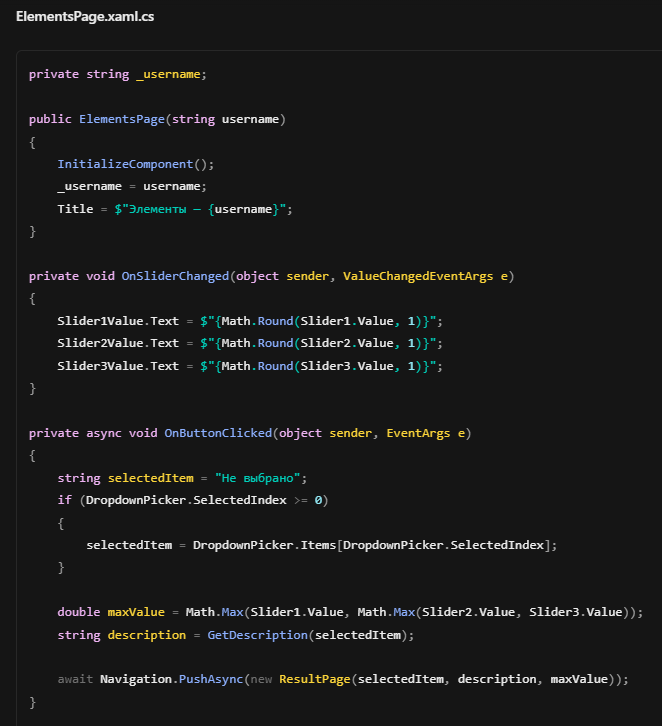 ElementsPage.xaml.cs
private string _username;
public ElementsPage(string username)
{
    InitializeComponent();
    _username = username;
    Title = $"Элементы — {username}";
}
private void OnSliderChanged(object sender, ValueChangedEventArgs e)
{
    Slider1Value.Text = $"{Math.Round(Slider1.Value, 1)}";
    Slider2Value.Text = $"{Math.Round(Slider2.Value, 1)}";
    Slider3Value.Text = $"{Math.Round(Slider3.Value, 1)}";
}
private async void OnButtonClicked(object sender, EventArgs e)
{
    string selectedItem = "Не выбрано";
    if (DropdownPicker.SelectedIndex >= 0)
    {
        selectedItem = DropdownPicker.Items[DropdownPicker.SelectedIndex];
    }
    double maxValue = Math.Max(Slider1.Value, Math.Max(Slider2.Value, Slider3.Value));
    string description = GetDescription(selectedItem);
    await Navigation.PushAsync(new ResultPage(selectedItem, description, maxValue));
}